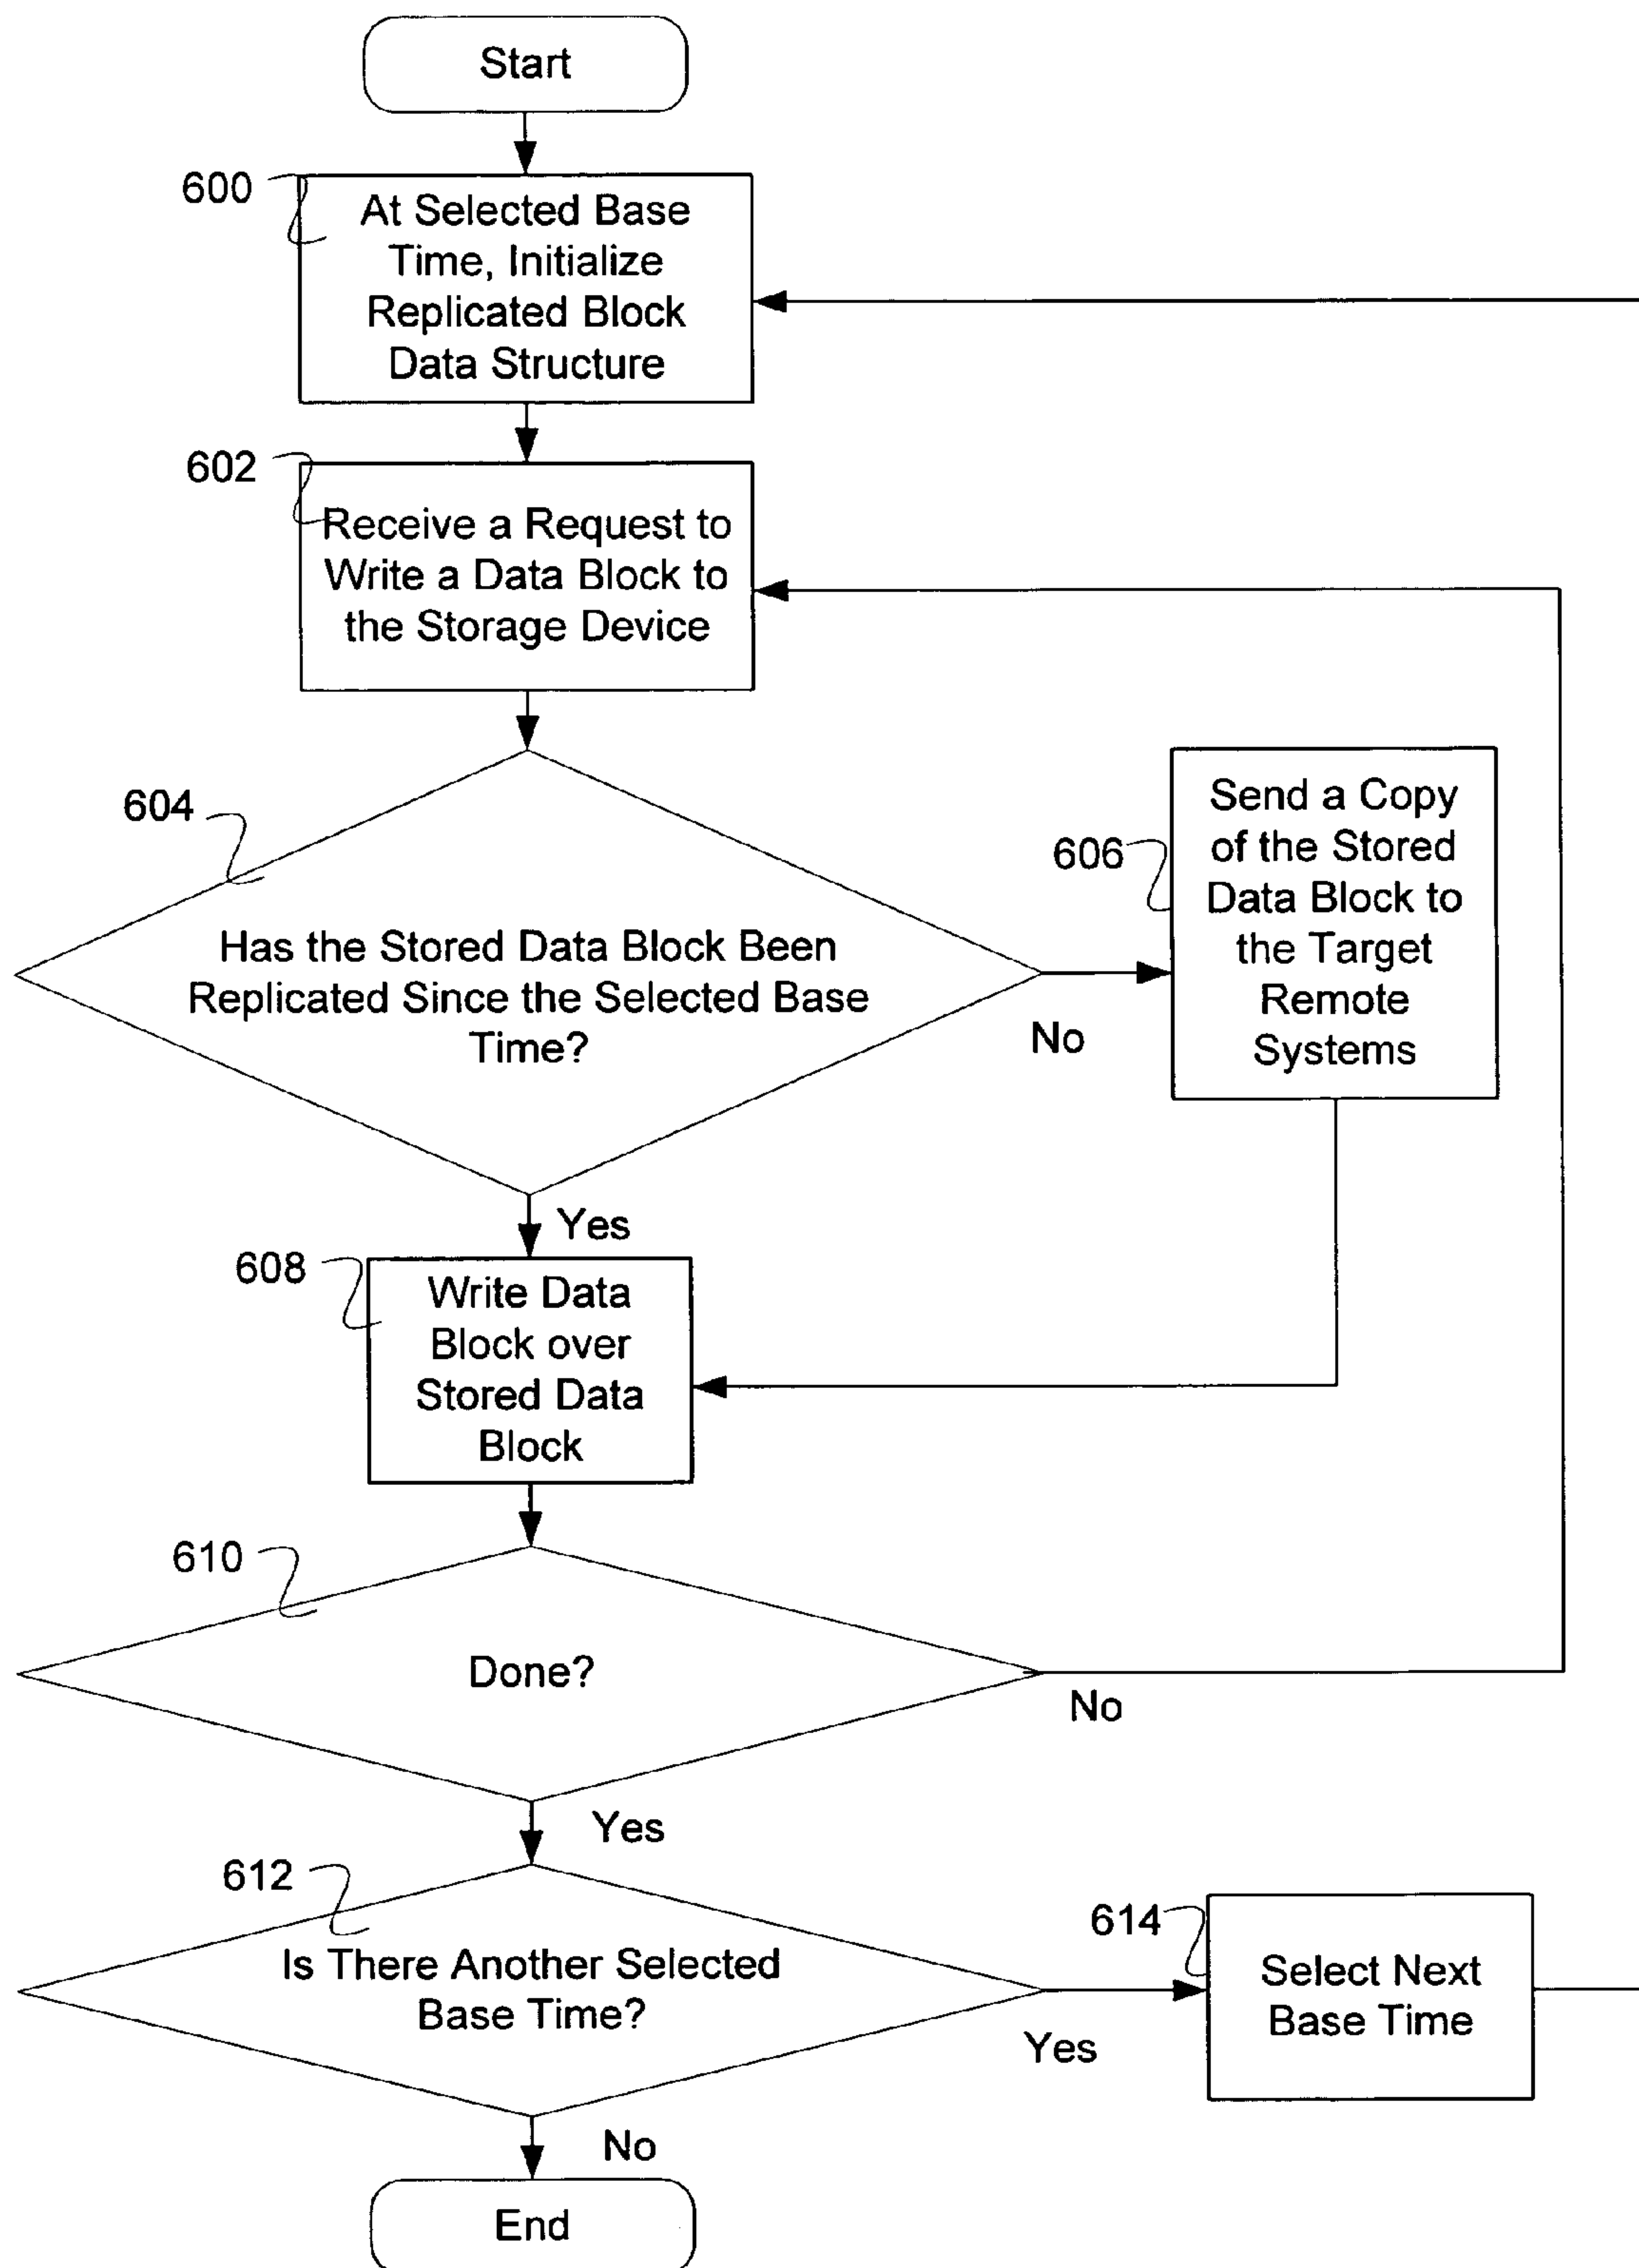 Start
600
At Selected Base
Time, Initialize
Replicated Block
Data Structure
602
Receive a Request to
Write a Data Block to
the Storage Device
604
Has the Stored Data Block Been
Replicated Since the Selected Base
Time?
No
606
Send a Copy
of the Stored
Data Block to
the Target
Remote
Systems
Yes
608
Write Data
Block over
Stored Data
Block
610
Done?
No
Yes
612
Is There Another Selected
Base Time?
Yes
614
Select Next
Base Time
No
End